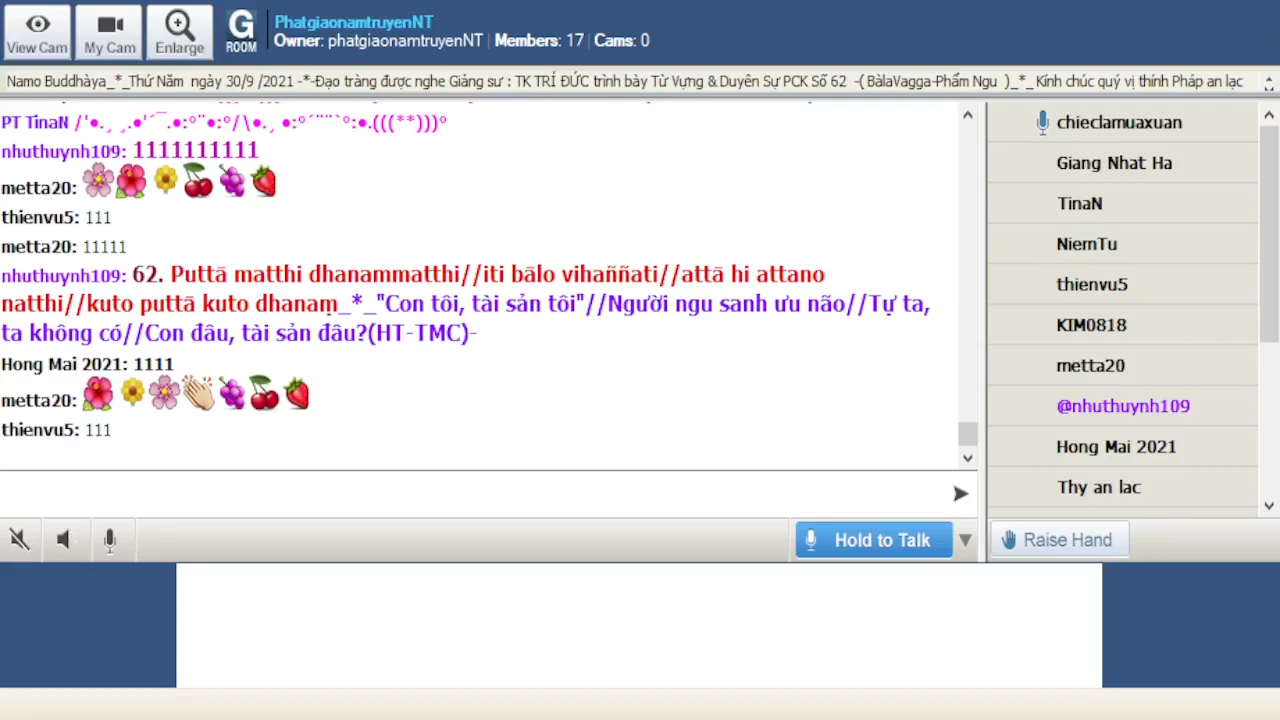 View Cam
My Cam
Enlarge
G
ROOM
PhatgiaonamtruyenNT
Owner: phatgiaonamtruyenNT | Members: 17 | Cams: 0
Namo Buddhàya_*_Thứ Năm ngày 30/9 /2021 -*-Đạo tràng được nghe Giảng sư : TK TRÍ ĐỨC trình bày Từ Vựng & Duyên Sự PCK Số 62 -( BàlaVagga-Phẩm Ngu )_*_ Kính chúc quý vị thính Pháp an lạc
PT TinaN /'•.¸ ¸.•'´¯.•:°¨•:°/\•.¸ •:°´¨¨`°:•.(((**)))°
nhuthuynh109: 1111111111
metta20:
thienvu5: 111
metta20: 11111
nhuthuynh109: 62. Puttā matthi dhanammatthi//iti bālo vihaññati//attā hi attano
natthi//kuto puttā kuto dhanaṃ_*_"Con tôi, tài sản tôi"//Người ngu sanh ưu não//Tự ta,
ta không có//Con đâu, tài sản đâu?(HT-TMC)-
Hong Mai 2021: 1111
metta20:
thienvu5: 111
chieclamuaxuan
Giang Nhat Ha
TinaN
NiemTu
thienvu5
KIM0818
metta20
@nhuthuynh109
Hong Mai 2021
Thy an lac
Hold to Talk
Raise Hand